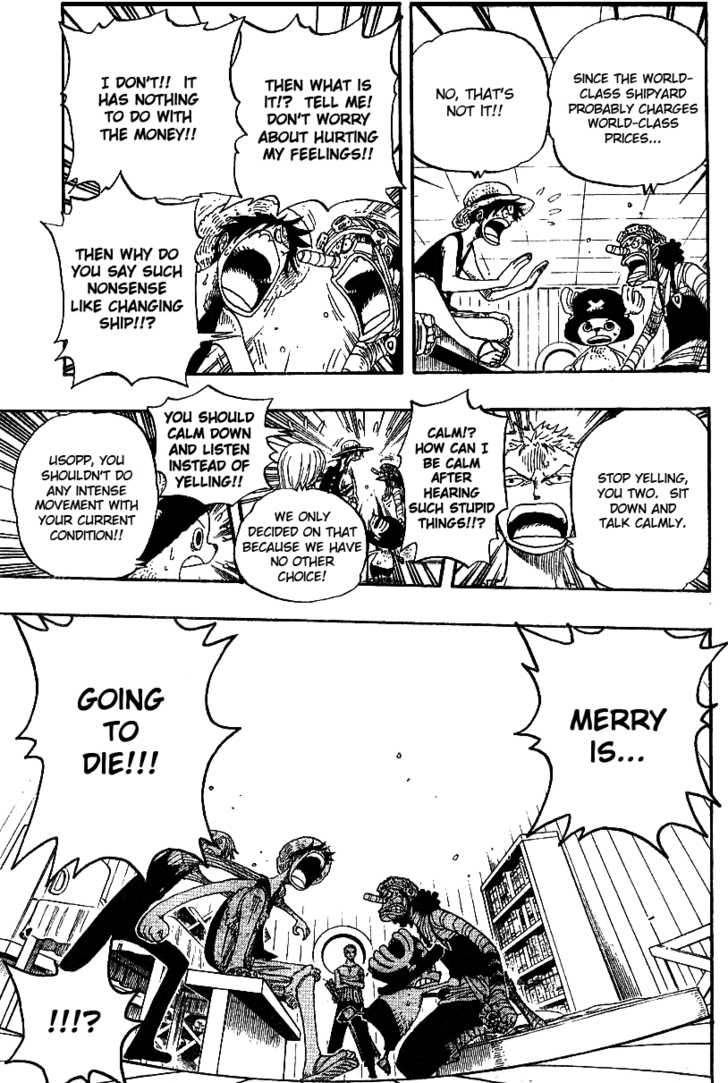 SINCE THE WORLD-
CLASS SHIPYARD
PROBABLY CHARGES
WORLD-CLASS
PRICES...
NO, THAT'S
NOT IT!!
THEN WHAT IS
IT!? TELL ME!
DON'T WORRY
ABOUT HURTING
MY FEELINGS!!
I DON'T!! IT
HAS NOTHING
TO DO WITH
THE MONEY!!
THEN WHY DO
YOU SAY SUCH
NONSENSE
LIKE CHANGING
SHIP!!?
STOP YELLING,
YOU TWO. SIT
DOWN AND
TALK CALMLY.
CALM!?
HOW CAN I
BE CALM
AFTER
HEARING
SUCH STUPID
THINGS!!?
WE ONLY
DECIDED ON THAT
BECAUSE WE HAVE
NO OTHER
CHOICE!
YOU SHOULD
CALM DOWN
AND LISTEN
INSTEAD OF
YELLING!!
USOPP, YOU
SHOULDN'T DO
ANY INTENSE
MOVEMENT WITH
YOUR CURRENT
CONDITION!!
MERRY
IS...
GOING
TO
DIE!!!
!!!?